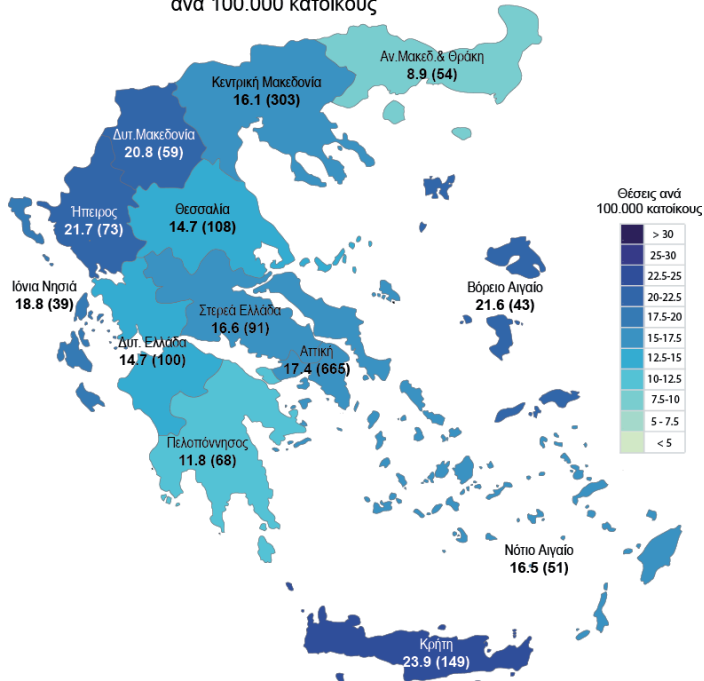 ανά 100.000 κατοίκους
Αν.Μακεδ.& Θράκη
8.9 (54)
Κεντρική Μακεδονία
16.1 (303)
Δυτ.Μακεδονία
20.8 (59)
Ήπειρος
21.7 (73)
Θεσσαλία
14.7 (108)
Ιόνια Νησιά
18.8 (39)
Στερεά Ελλάδα
16.6 (91)
Δυτ. Ελλάδα
14.7 (100)
Αττική
17.4 (665)
Πελοπόννησος
11.8 (68)
Βόρειο Αιγαίο
21.6 (43)
Νότιο Αιγαίο
16.5 (51)
Κρήτη
23.9 (149)
Θέσεις ανά
100.000 κατοίκους
> 30
25-30
22.5-25
20-22.5
17.5-20
15-17.5
12.5-15
10-12.5
7.5-10
5 - 7.5
< 5